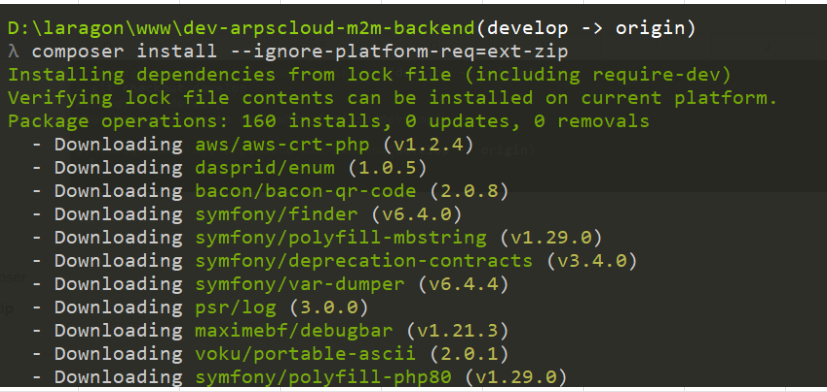 D:\laragon\www\dev-arpscloud-m2m-backend(develop -> origin)
λ composer install --ignore-platform-req=ext-zip
Installing dependencies from lock file (including require-dev)
Verifying lock file contents can be installed on current platform.
Package operations: 160 installs, 0 updates, 0 removals
  - Downloading aws/aws-crt-php (v1.2.4)
  - Downloading dasprid/enum (1.0.5)
  - Downloading bacon/bacon-qr-code (2.0.8)
  - Downloading symfony/finder (v6.4.0)
  - Downloading symfony/polyfill-mbstring (v1.29.0)
  - Downloading symfony/deprecation-contracts (v3.4.0)
  - Downloading symfony/var-dumper (v6.4.4)
  - Downloading psr/log (3.0.0)
  - Downloading maximebf/debugbar (v1.21.3)
  - Downloading voku/portable-ascii (2.0.1)
  - Downloading symfony/polyfill-php80 (v1.29.0)